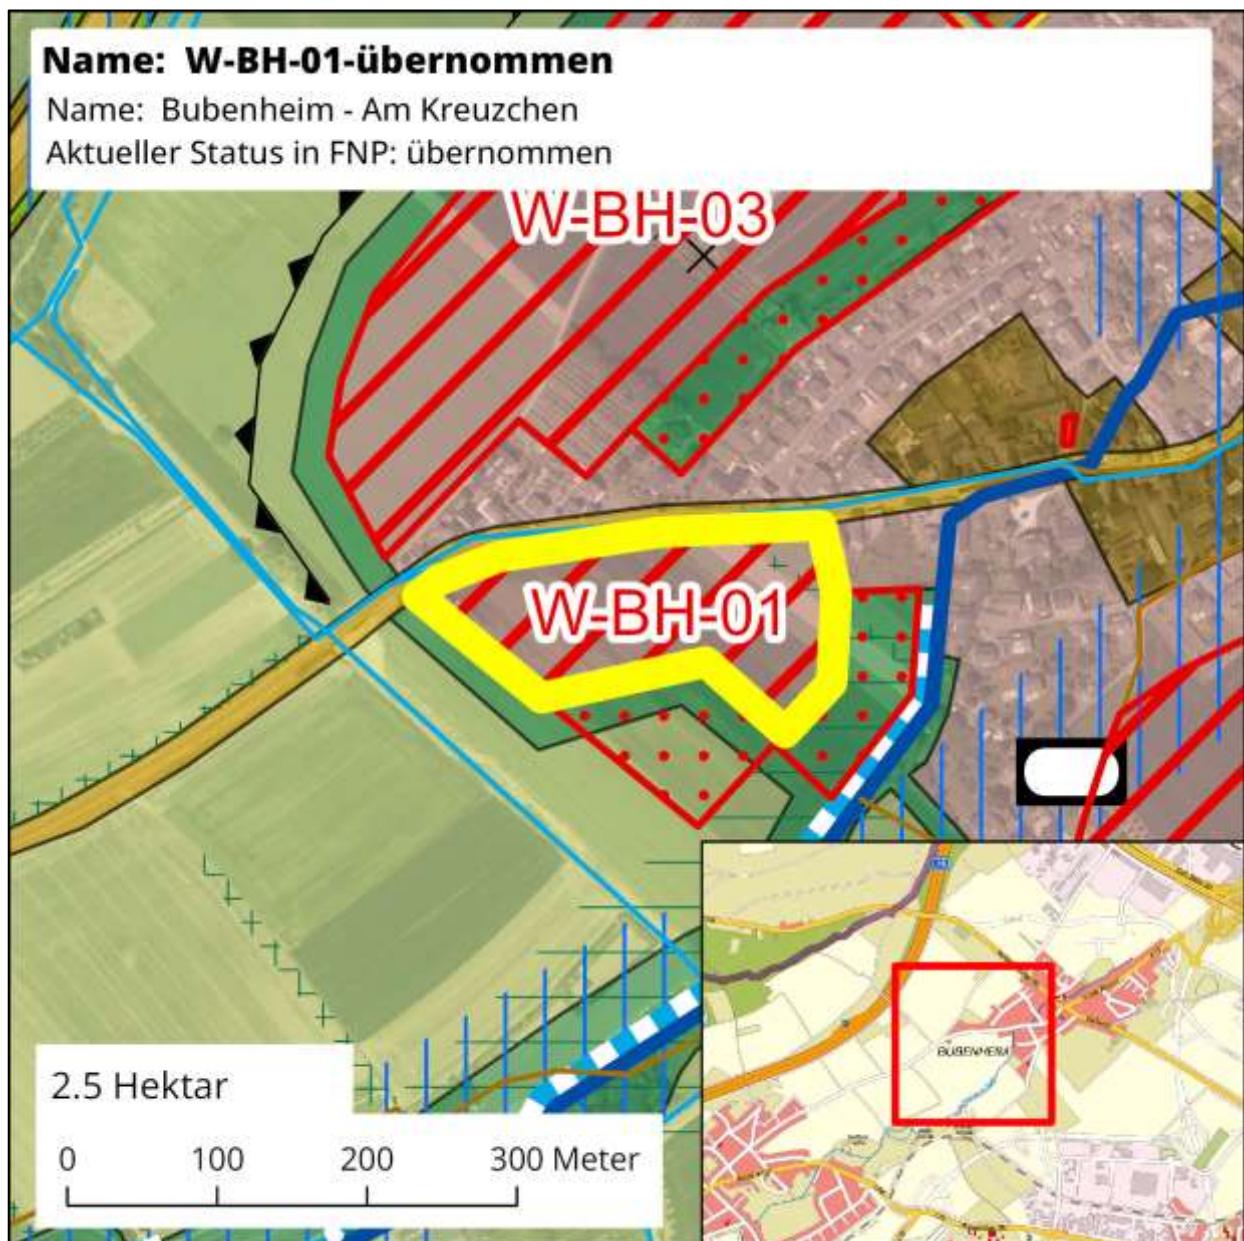 Name: W-BH-01-übernommen
Name: Bubenheim - Am Kreuzchen
Aktueller Status in FNP: übernommen
W-BH-03
W-BH-01
BUBENHEIM
2.5 Hektar
0 100 200 300 Meter